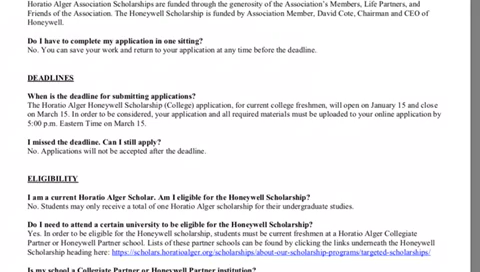 Horatio Alger Association Scholarships are funded through the generosity of the Association's Members, Life Partners, and
Friends of the Association. The Honeywell Scholarship is funded by Association Member, David Cote, Chairman and CEO of
Honeywell.
Do I have to complete my application in one sitting?
No. You can save your work and return to your application at any time before the deadline.
DEADLINES
When is the deadline for submitting applications?
The Horatio Alger Honeywell Scholarship (College) application, for current college freshmen, will open on January 15 and close
on March 15. In order to be considered, your application and all required materials must be uploaded to your online application by
5:00 p.m. Eastern Time on March 15.
I missed the deadline. Can I still apply?
No. Applications will not be accepted after the deadline.
ELIGIBILITY
I am a current Horatio Alger Scholar. Am I eligible for the Honeywell Scholarship?
No. Students may only receive a total of one Horatio Alger scholarship for their undergraduate studies.
Do I need to attend a certain university to be eligible for the Honeywell Scholarship?
Yes. In order to be eligible for the Honeywell scholarship, students must be current freshmen at a Horatio Alger Collegiate
Partner or Honeywell Partner school. Lists of these partner schools can be found by clicking the links underneath the Honeywell
Scholarship heading here: https://scholars.horatioalger.org/scholarships/about-our-scholarship-programs/targeted-scholarships/
Is my school a Collegiate Partner or Honeywell Partner institution?